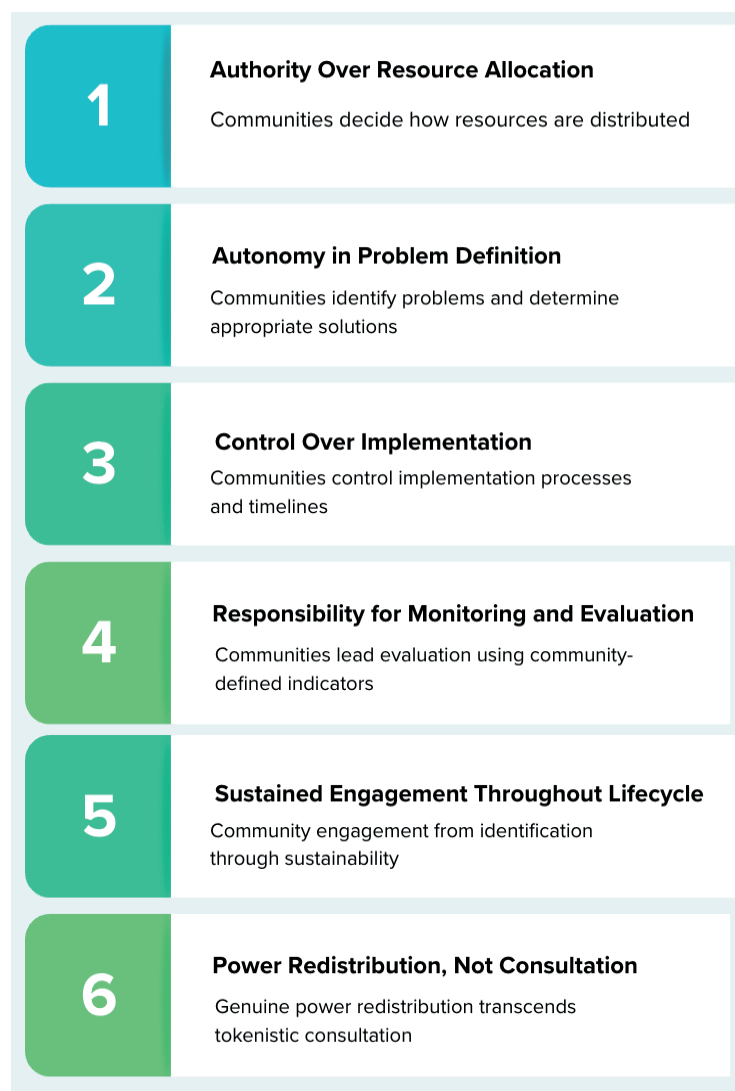 1
Authority Over Resource Allocation
Communities decide how resources are distributed
2
Autonomy in Problem Definition
Communities identify problems and determine
appropriate solutions
3
Control Over Implementation
Communities control implementation processes
and timelines
4
Responsibility for Monitoring and Evaluation
Communities lead evaluation using community-
defined indicators
5
Sustained Engagement Throughout Lifecycle
Community engagement from identification
through sustainability
6
Power Redistribution, Not Consultation
Genuine power redistribution transcends
tokenistic consultation